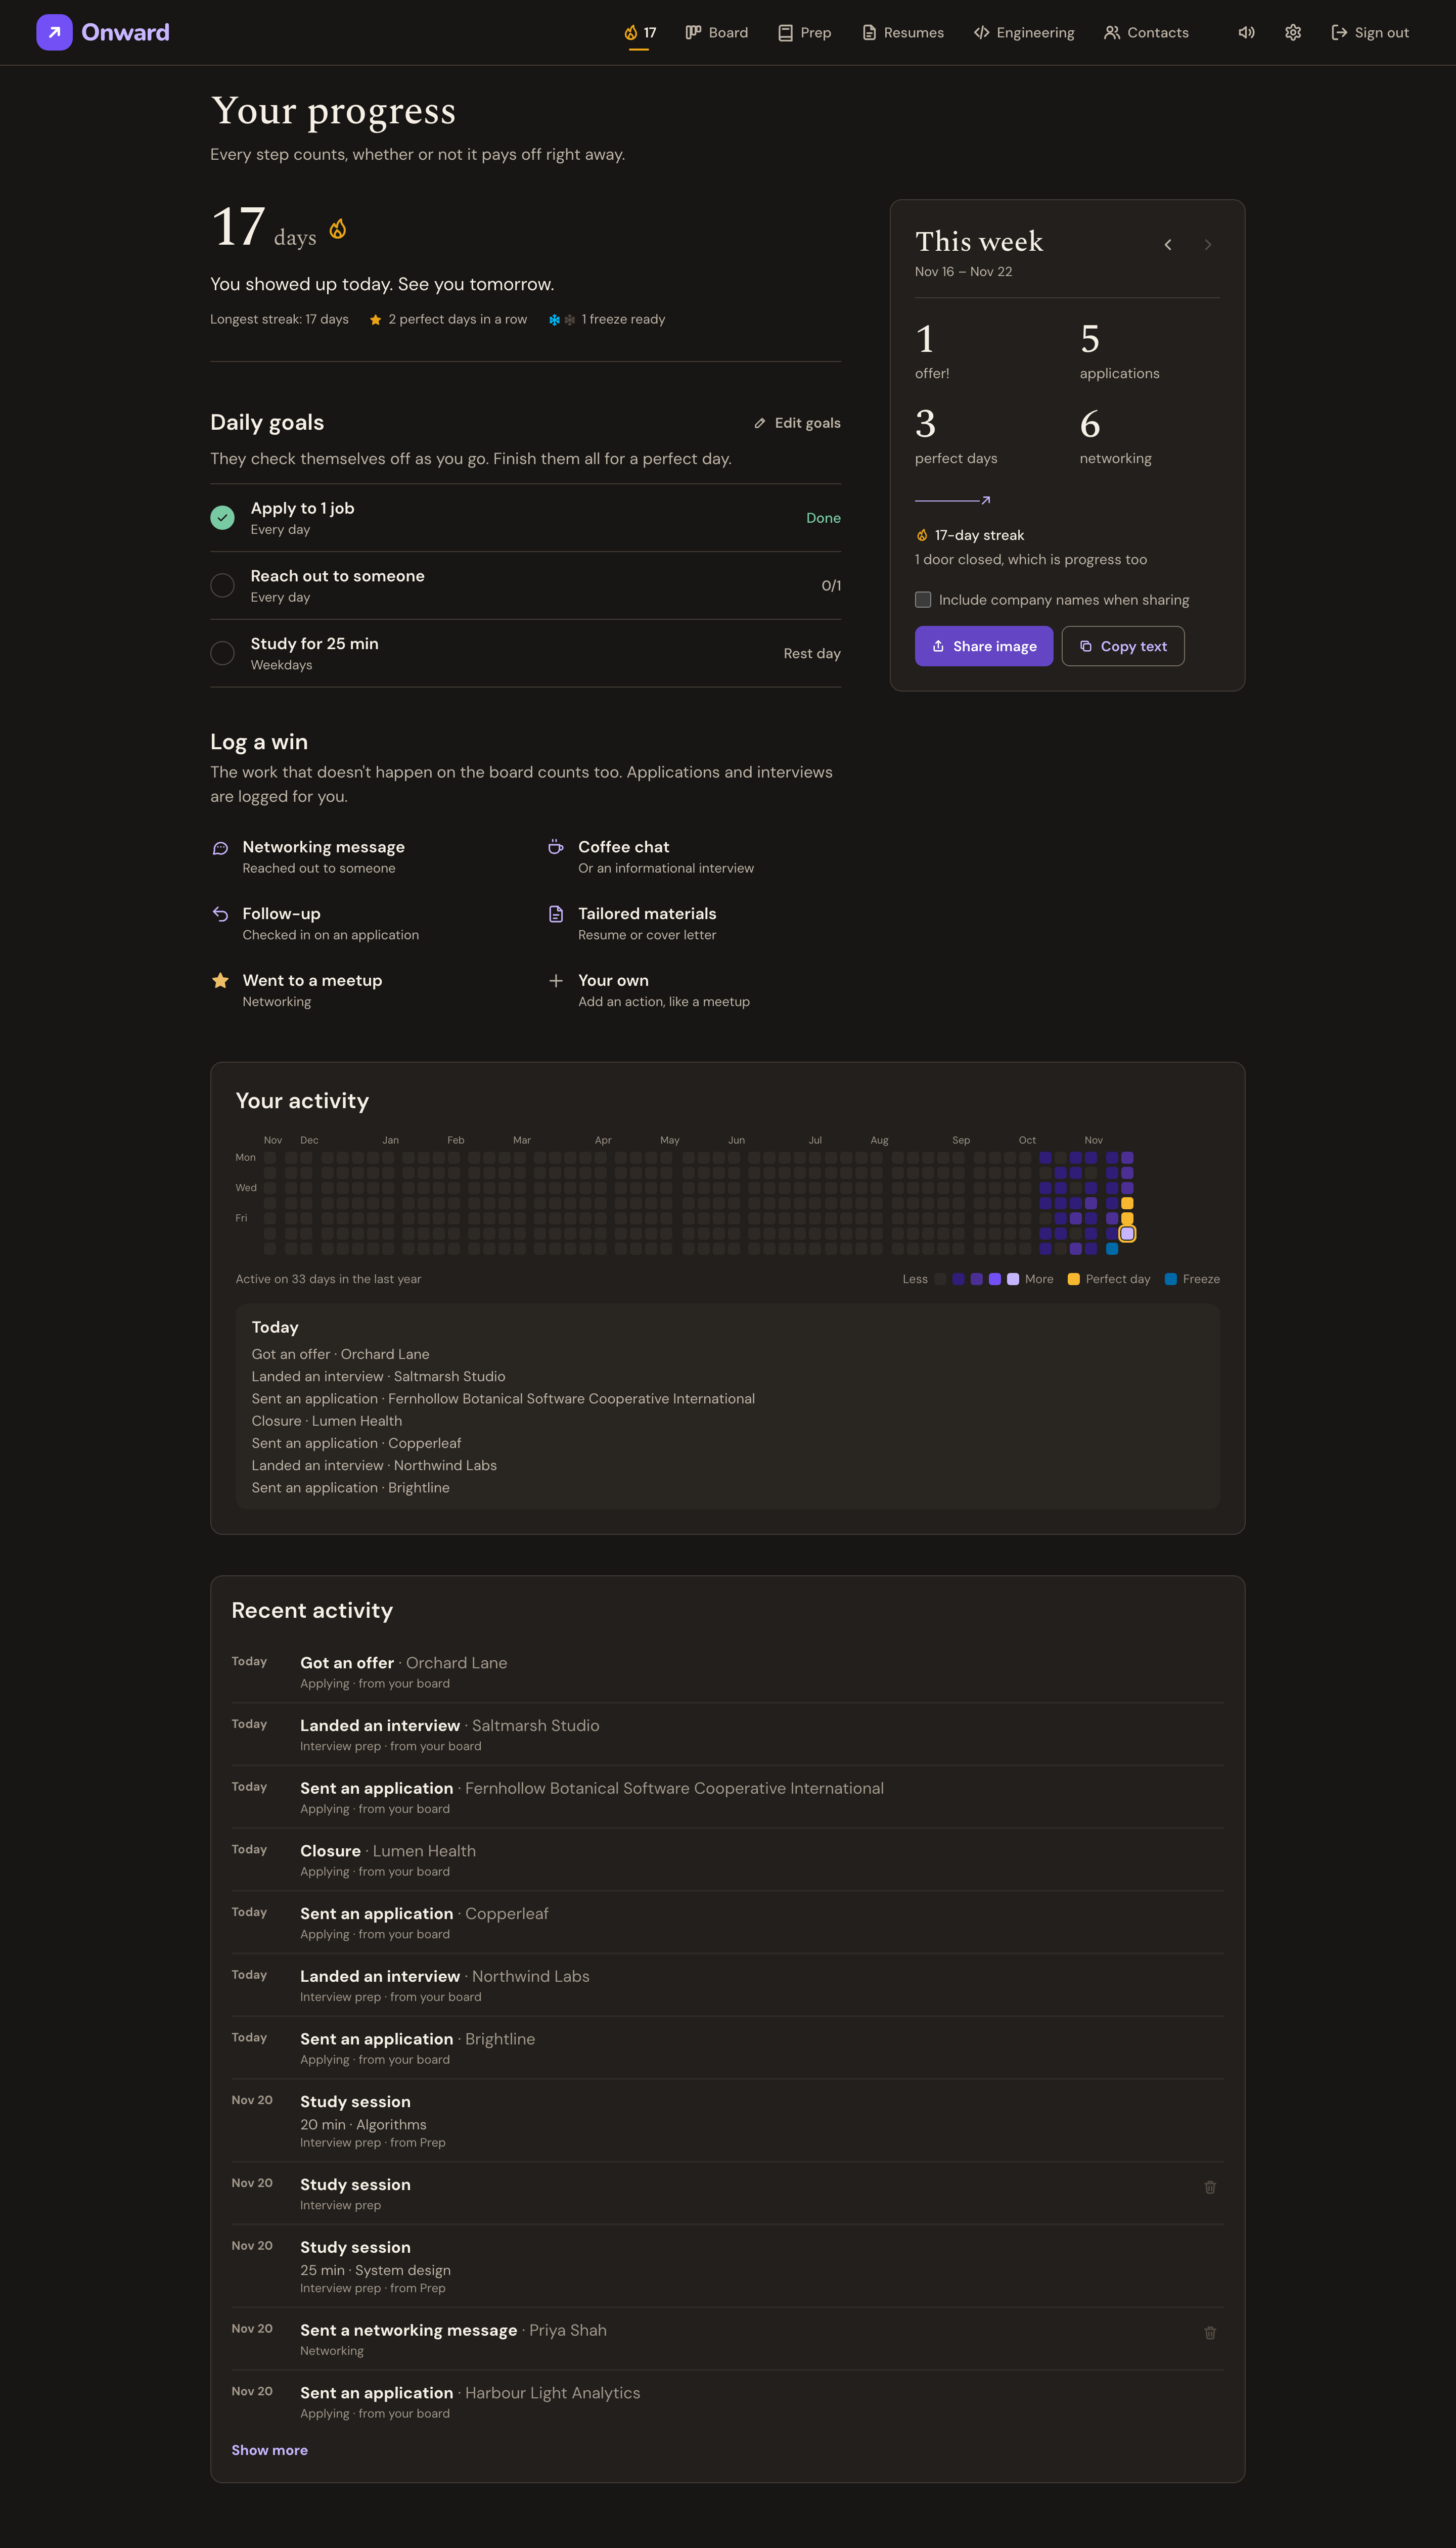 Onward
17
Board
Prep
Resumes
Engineering
Contacts
Sign out
Your progress
Every step counts, whether or not it pays off right away.
17 days
You showed up today. See you tomorrow.
Longest streak: 17 days
2 perfect days in a row
1 freeze ready
Daily goals
Edit goals
They check themselves off as you go. Finish them all for a perfect day.
Apply to 1 job
Every day
Done
Reach out to someone
Every day
0/1
Study for 25 min
Weekdays
Rest day
This week
Nov 16 – Nov 22
1
offer!
5
applications
3
perfect days
6
networking
17-day streak
1 door closed, which is progress too
Include company names when sharing
Share image
Copy text
Log a win
The work that doesn't happen on the board counts too. Applications and interviews
are logged for you.
Networking message
Reached out to someone
Coffee chat
Or an informational interview
Follow-up
Checked in on an application
Tailored materials
Resume or cover letter
Went to a meetup
Networking
Your own
Add an action, like a meetup
Your activity
Nov Dec Jan Feb Mar Apr May Jun Jul Aug Sep Oct Nov
Mon
Wed
Fri
Active on 33 days in the last year
Less
More
Perfect day
Freeze
Today
Got an offer · Orchard Lane
Landed an interview · Saltmarsh Studio
Sent an application · Fernhollow Botanical Software Cooperative International
Closure · Lumen Health
Sent an application · Copperleaf
Landed an interview · Northwind Labs
Sent an application · Brightline
Recent activity
Today
Got an offer · Orchard Lane
Applying · from your board
Today
Landed an interview · Saltmarsh Studio
Interview prep · from your board
Today
Sent an application · Fernhollow Botanical Software Cooperative International
Applying · from your board
Today
Closure · Lumen Health
Applying · from your board
Today
Sent an application · Copperleaf
Applying · from your board
Today
Landed an interview · Northwind Labs
Interview prep · from your board
Today
Sent an application · Brightline
Applying · from your board
Nov 20
Study session
20 min · Algorithms
Interview prep · from Prep
Nov 20
Study session
Interview prep
Nov 20
Study session
25 min · System design
Interview prep · from Prep
Nov 20
Sent a networking message · Priya Shah
Networking
Nov 20
Sent an application · Harbour Light Analytics
Applying · from your board
Show more